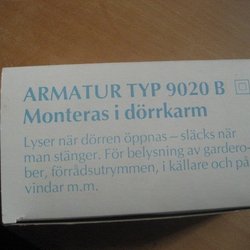 ARMATUR TYP 9020 B
Monteras i dörrkarm
Lyser när dörren öppnas – släcks när
man stänger. För belysning av gardero-
ber, förrådsutrymmen, i källare och på
vindar m.m.